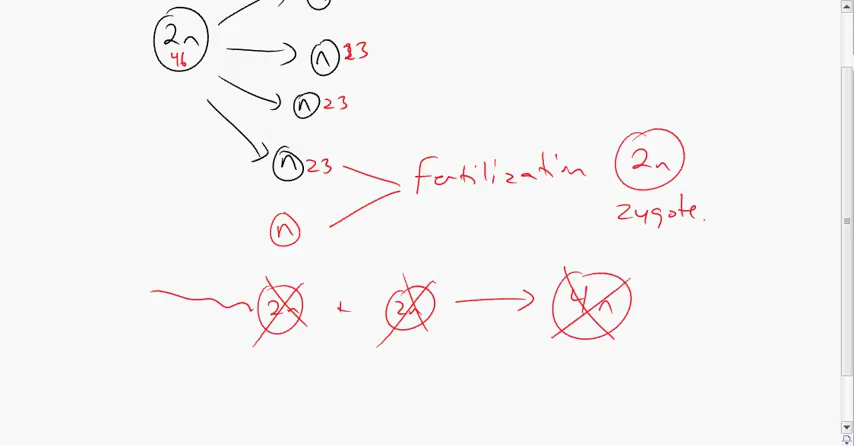 2n
46
n 23
n 23
n 23
Fertilization 2n
n
zygote.
2n + 2n → 4n